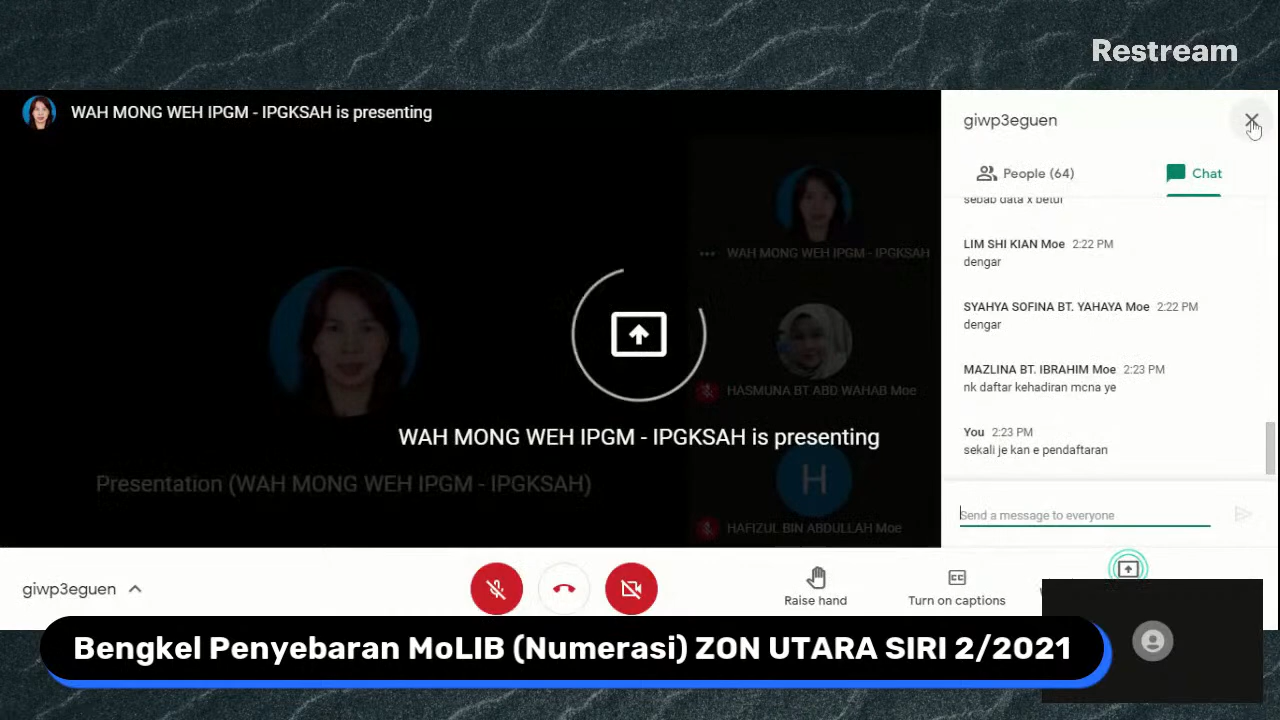 Restream
WAH MONG WEH IPGM - IPGKSAH is presenting
giwp3eguen
People (64)
Chat
sebab data x betul
LIM SHI KIAN Moe 2:22 PM
dengar
SYAHYA SOFINA BT. YAHAYA Moe 2:22 PM
dengar
MAZLINA BT. IBRAHIM Moe 2:23 PM
nk daftar kehadiran mcna ye
You 2:23 PM
sekali je kan e pendaftaran
Send a message to everyone
WAH MONG WEH IPGM - IPGKSAH
HASMUNA BT ABD WAHAB Moe
WAH MONG WEH IPGM - IPGKSAH is presenting
Presentation (WAH MONG WEH IPGM - IPGKSAH)
H
HAFIZUL BIN ABDULLAH Moe
giwp3eguen
Raise hand
Turn on captions
Bengkel Penyebaran MoLIB (Numerasi) ZON UTARA SIRI 2/2021